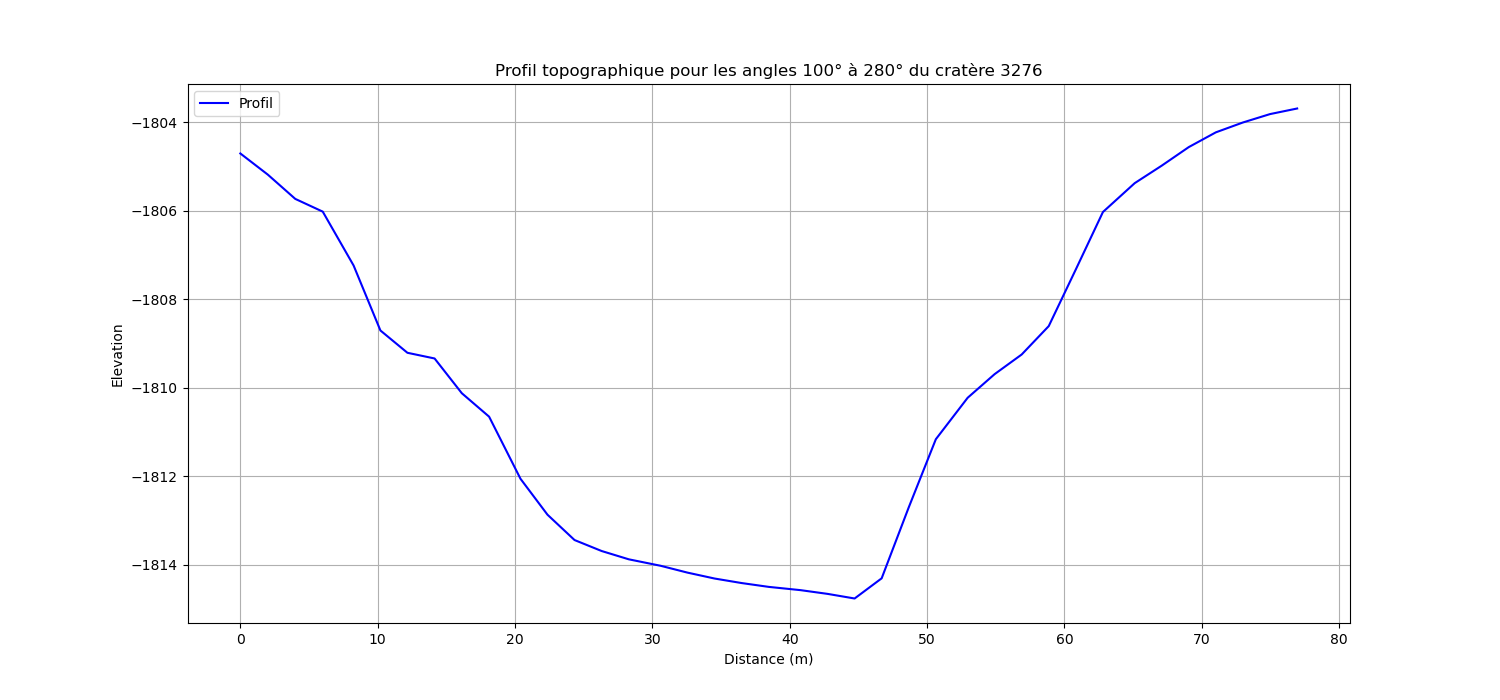 Profil topographique pour les angles 100° à 280° du cratère 3276
Profil
−1804
−1806
−1808
−1810
−1812
−1814
Elevation
0 10 20 30 40 50 60 70 80
Distance (m)